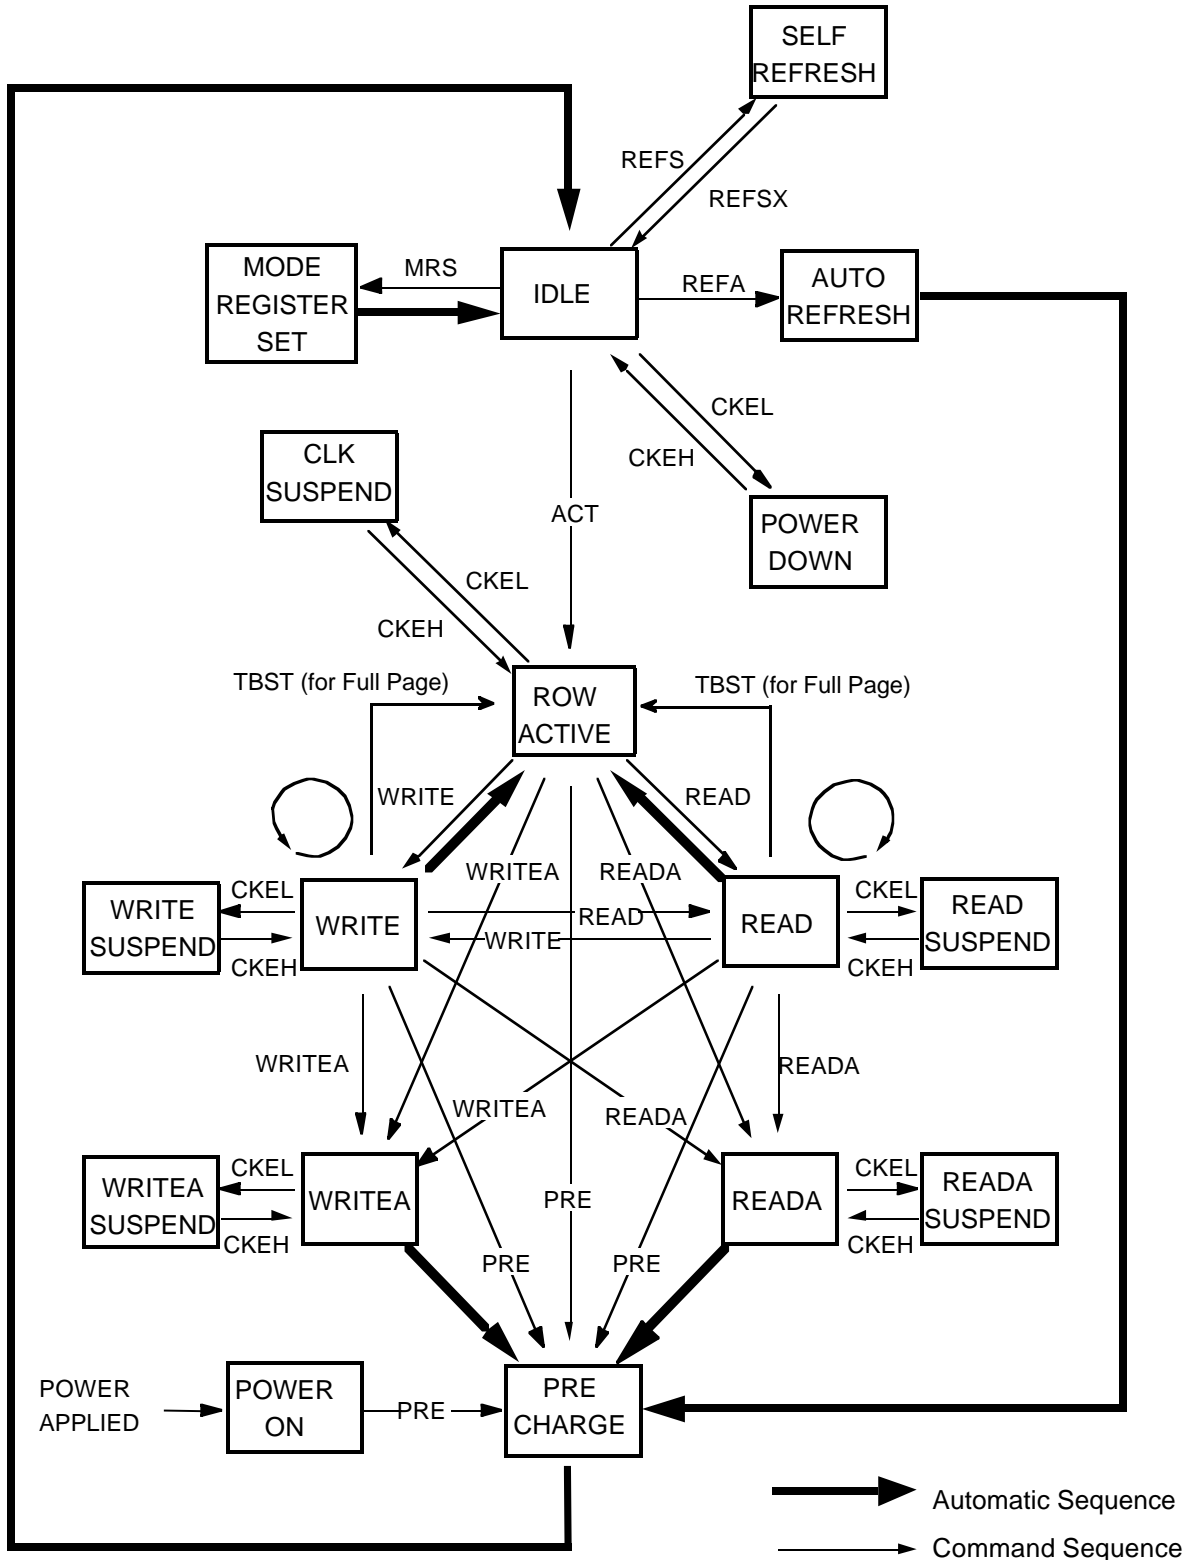 SELF
REFRESH
REFS
REFSX
MODE
REGISTER
SET
MRS
IDLE
REFA
AUTO
REFRESH
CKEL
CKEH
CLK
SUSPEND
ACT
POWER
DOWN
CKEL
CKEH
TBST (for Full Page)
ROW
ACTIVE
TBST (for Full Page)
WRITE
READ
WRITEA
READA
WRITE
SUSPEND
CKEL
CKEH
WRITE
READ
WRITE
READ
CKEL
CKEH
READ
SUSPEND
WRITEA
READA
WRITEA
READA
WRITEA
SUSPEND
CKEL
CKEH
WRITEA
PRE
READA
CKEL
CKEH
READA
SUSPEND
PRE
PRE
POWER
APPLIED
POWER
ON
PRE
PRE
CHARGE
Automatic Sequence
Command Sequence